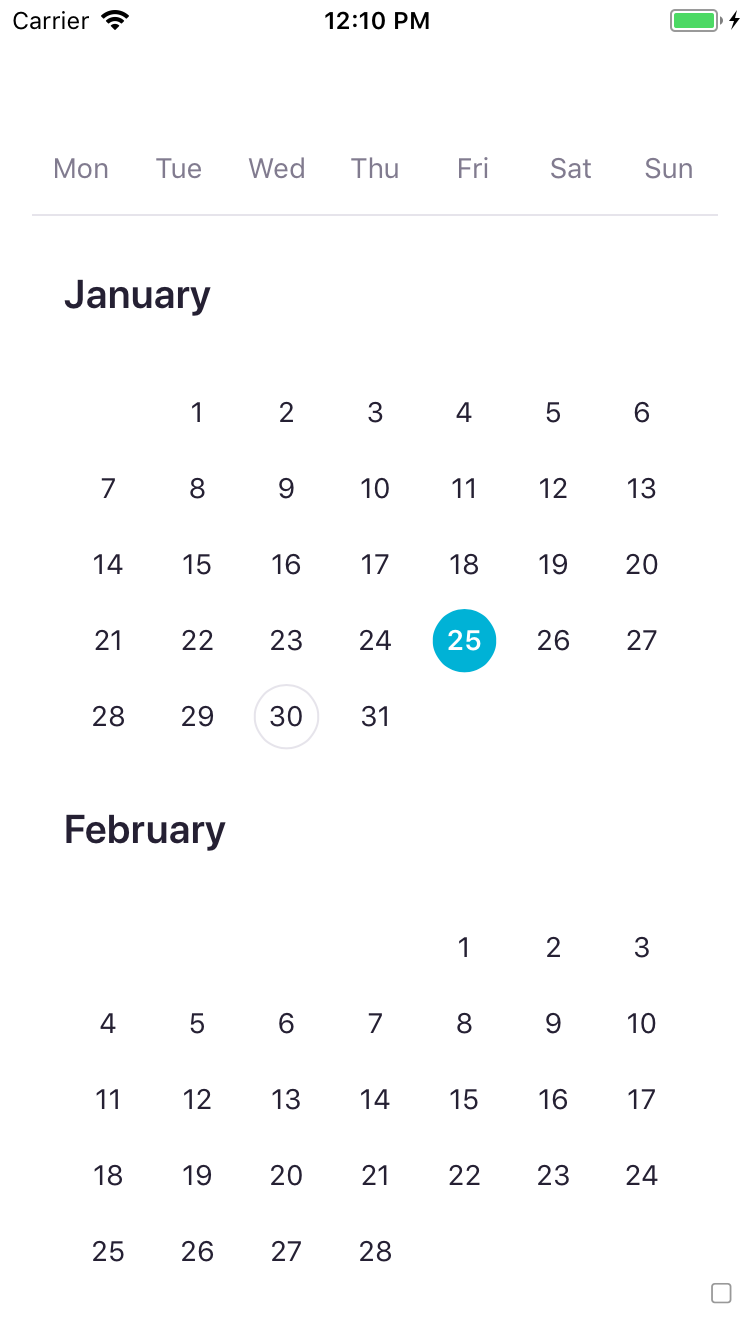 Carrier 12:10 PM
Mon Tue Wed Thu Fri Sat Sun
January
1 2 3 4 5 6
7 8 9 10 11 12 13
14 15 16 17 18 19 20
21 22 23 24 25 26 27
28 29 30 31
February
1 2 3
4 5 6 7 8 9 10
11 12 13 14 15 16 17
18 19 20 21 22 23 24
25 26 27 28